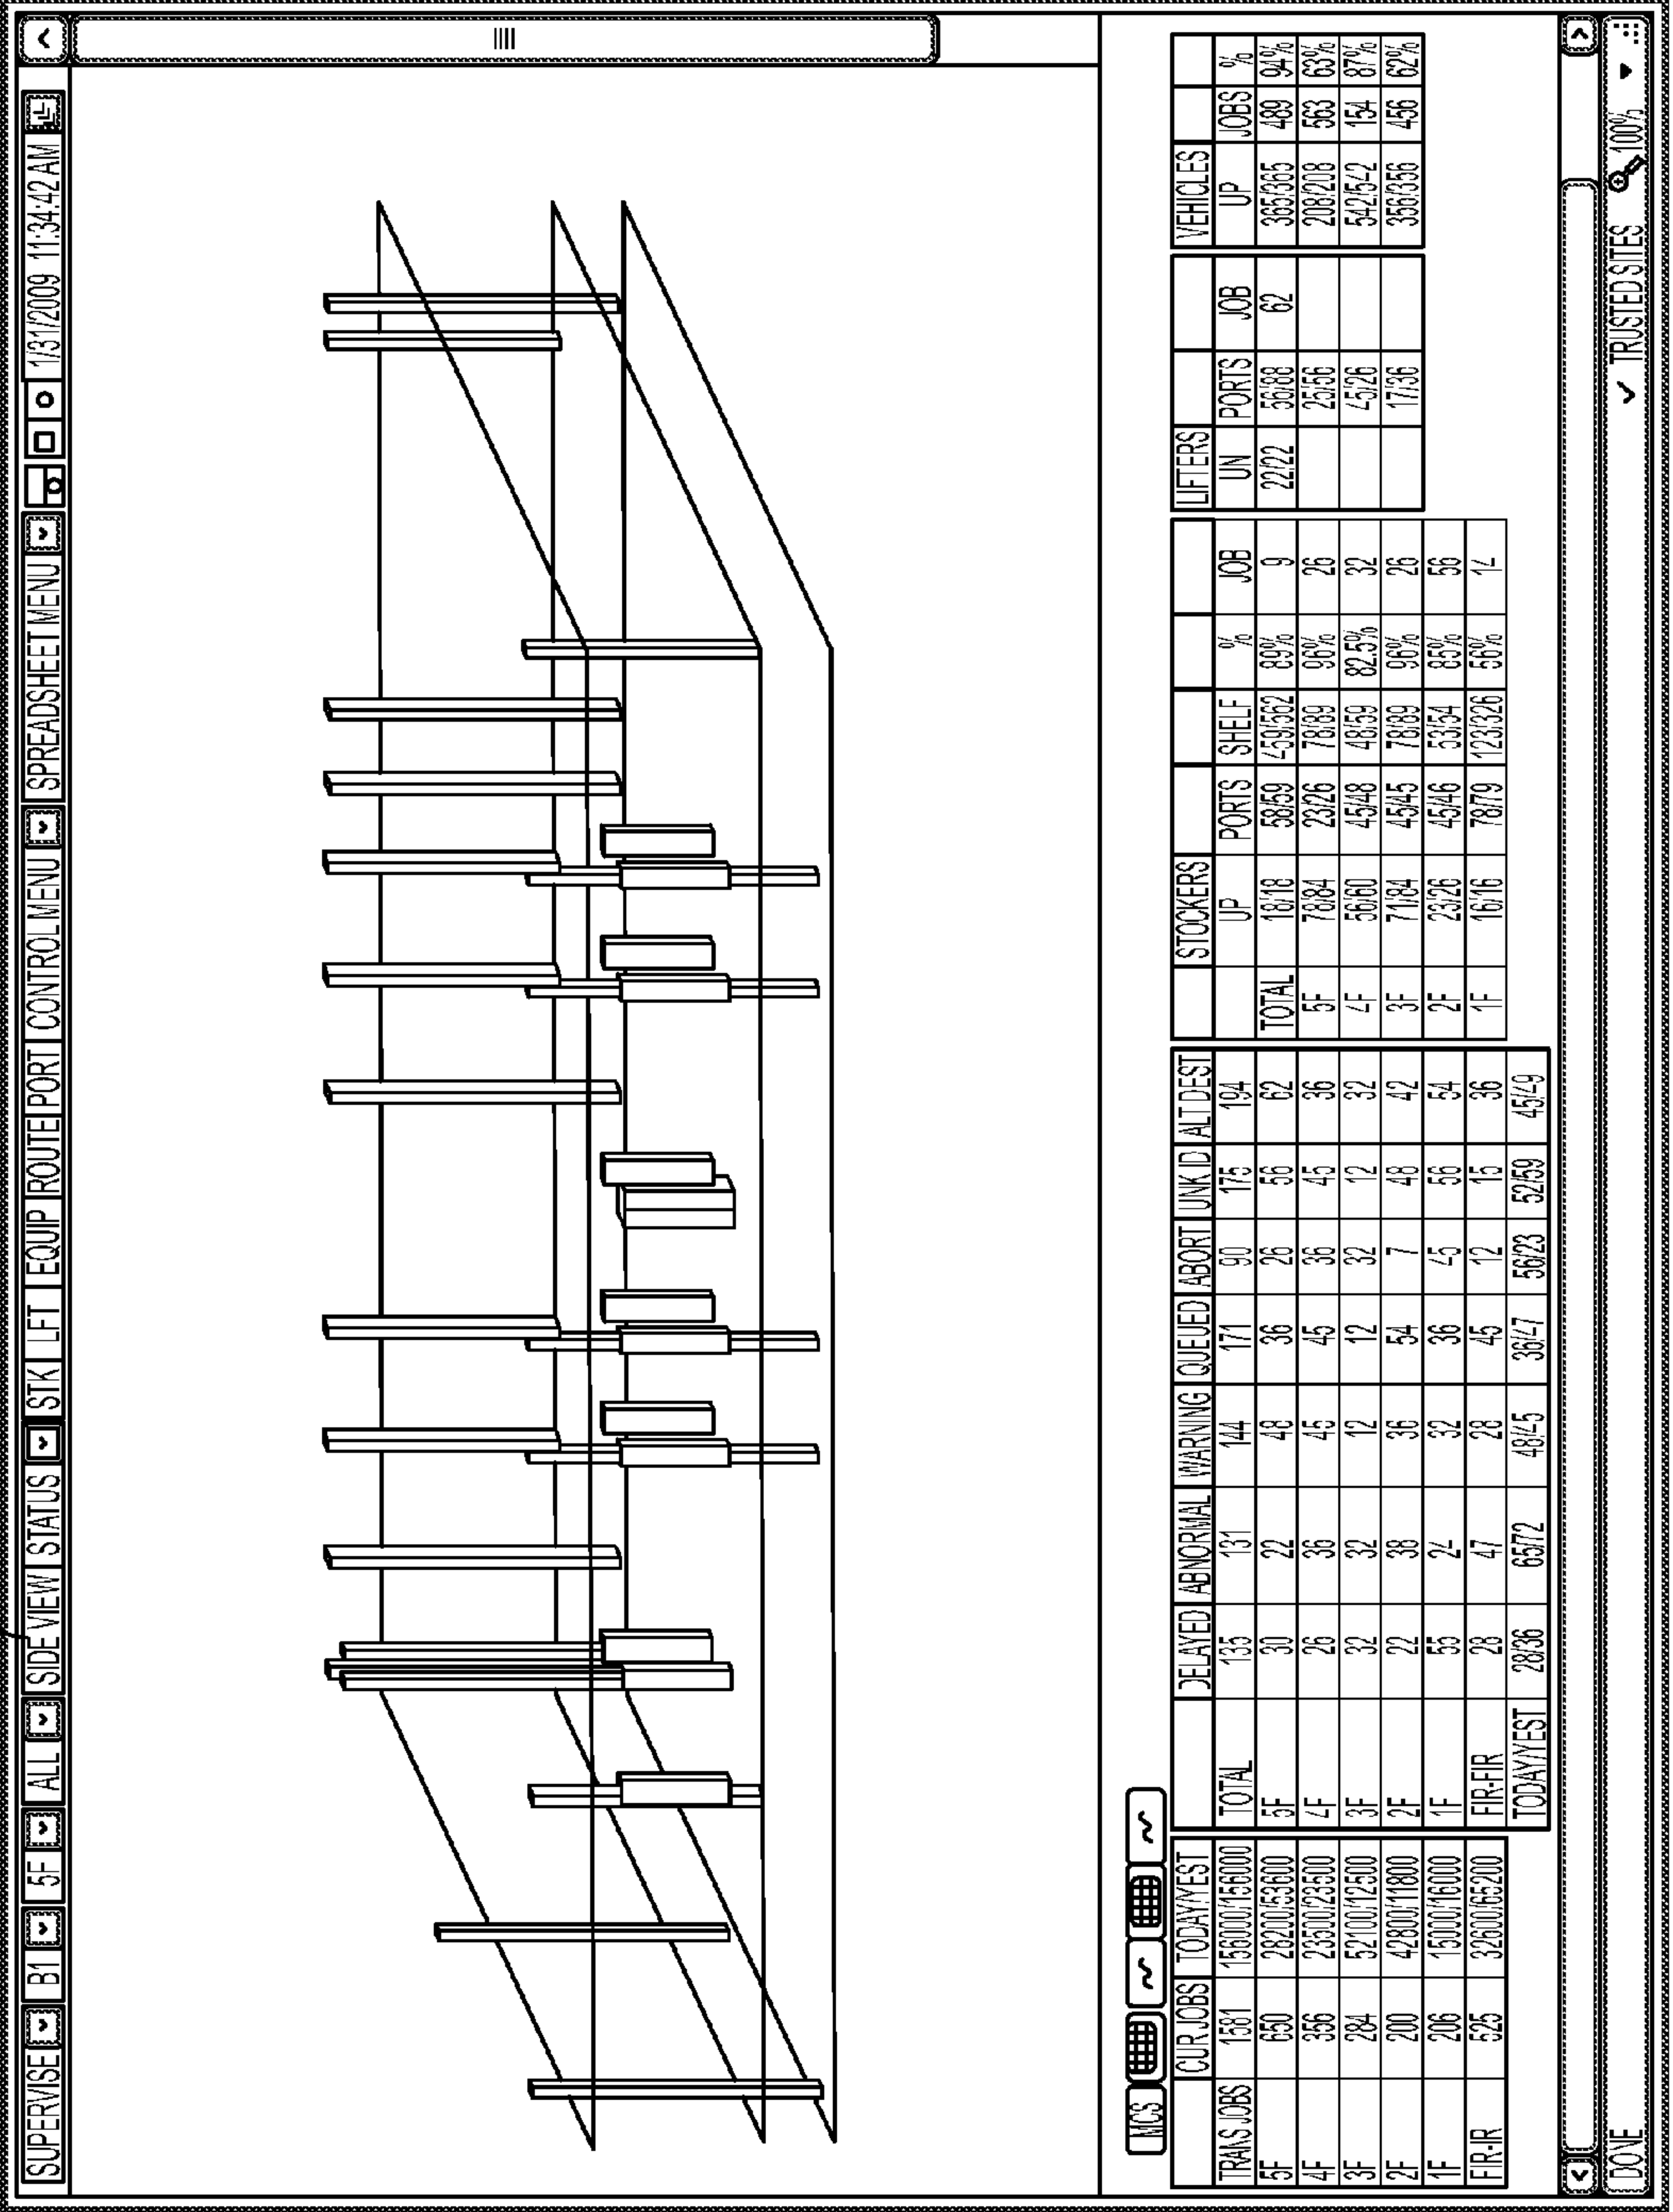 SUPERVISE B1 5F ALL SIDE VIEW STATUS STK LFT EQUIP ROUTE PORT CONTROL MENU SPREADSHEET MENU 1/31/2009 11:34:42 AM
MCS
CUR JOBS TODAY/YEST
TRANS JOBS 1581 156000/156000
5F 650 28200/53600
4F 356 23500/23500
3F 284 52100/12500
2F 200 42800/11800
1F 206 15000/16000
FIR-IR 525 32600/65200
DELAYED ABNORMAL WARNING QUEUED ABORT UNK ID ALT DEST
TOTAL 135 131 144 171 90 175 194
5F 30 22 48 36 26 56 62
4F 26 36 45 45 36 45 36
3F 32 32 12 12 32 12 32
2F 22 38 36 54 7 48 42
1F 55 24 32 36 45 56 54
FIR-FIR 28 47 28 45 12 15 36
TODAY/YEST 28/36 65/72 48/45 36/47 56/23 52/59 45/49
STOCKERS
UP PORTS SHELF % JOB
TOTAL 18/18 58/59 459/562 89% 9
5F 78/84 23/26 78/89 96% 26
4F 56/60 45/48 48/59 82.5% 32
3F 71/84 45/45 78/89 96% 26
2F 23/26 45/46 53/54 85% 56
1F 16/16 78/79 123/326 56% 14
LIFTERS
UN PORTS JOB
22/22 56/88 62
25/56
45/26
17/36
VEHICLES
UP JOBS %
365/365 489 94%
208/208 563 63%
542/542 154 87%
356/356 456 62%
DONE TRUSTED SITES 100%